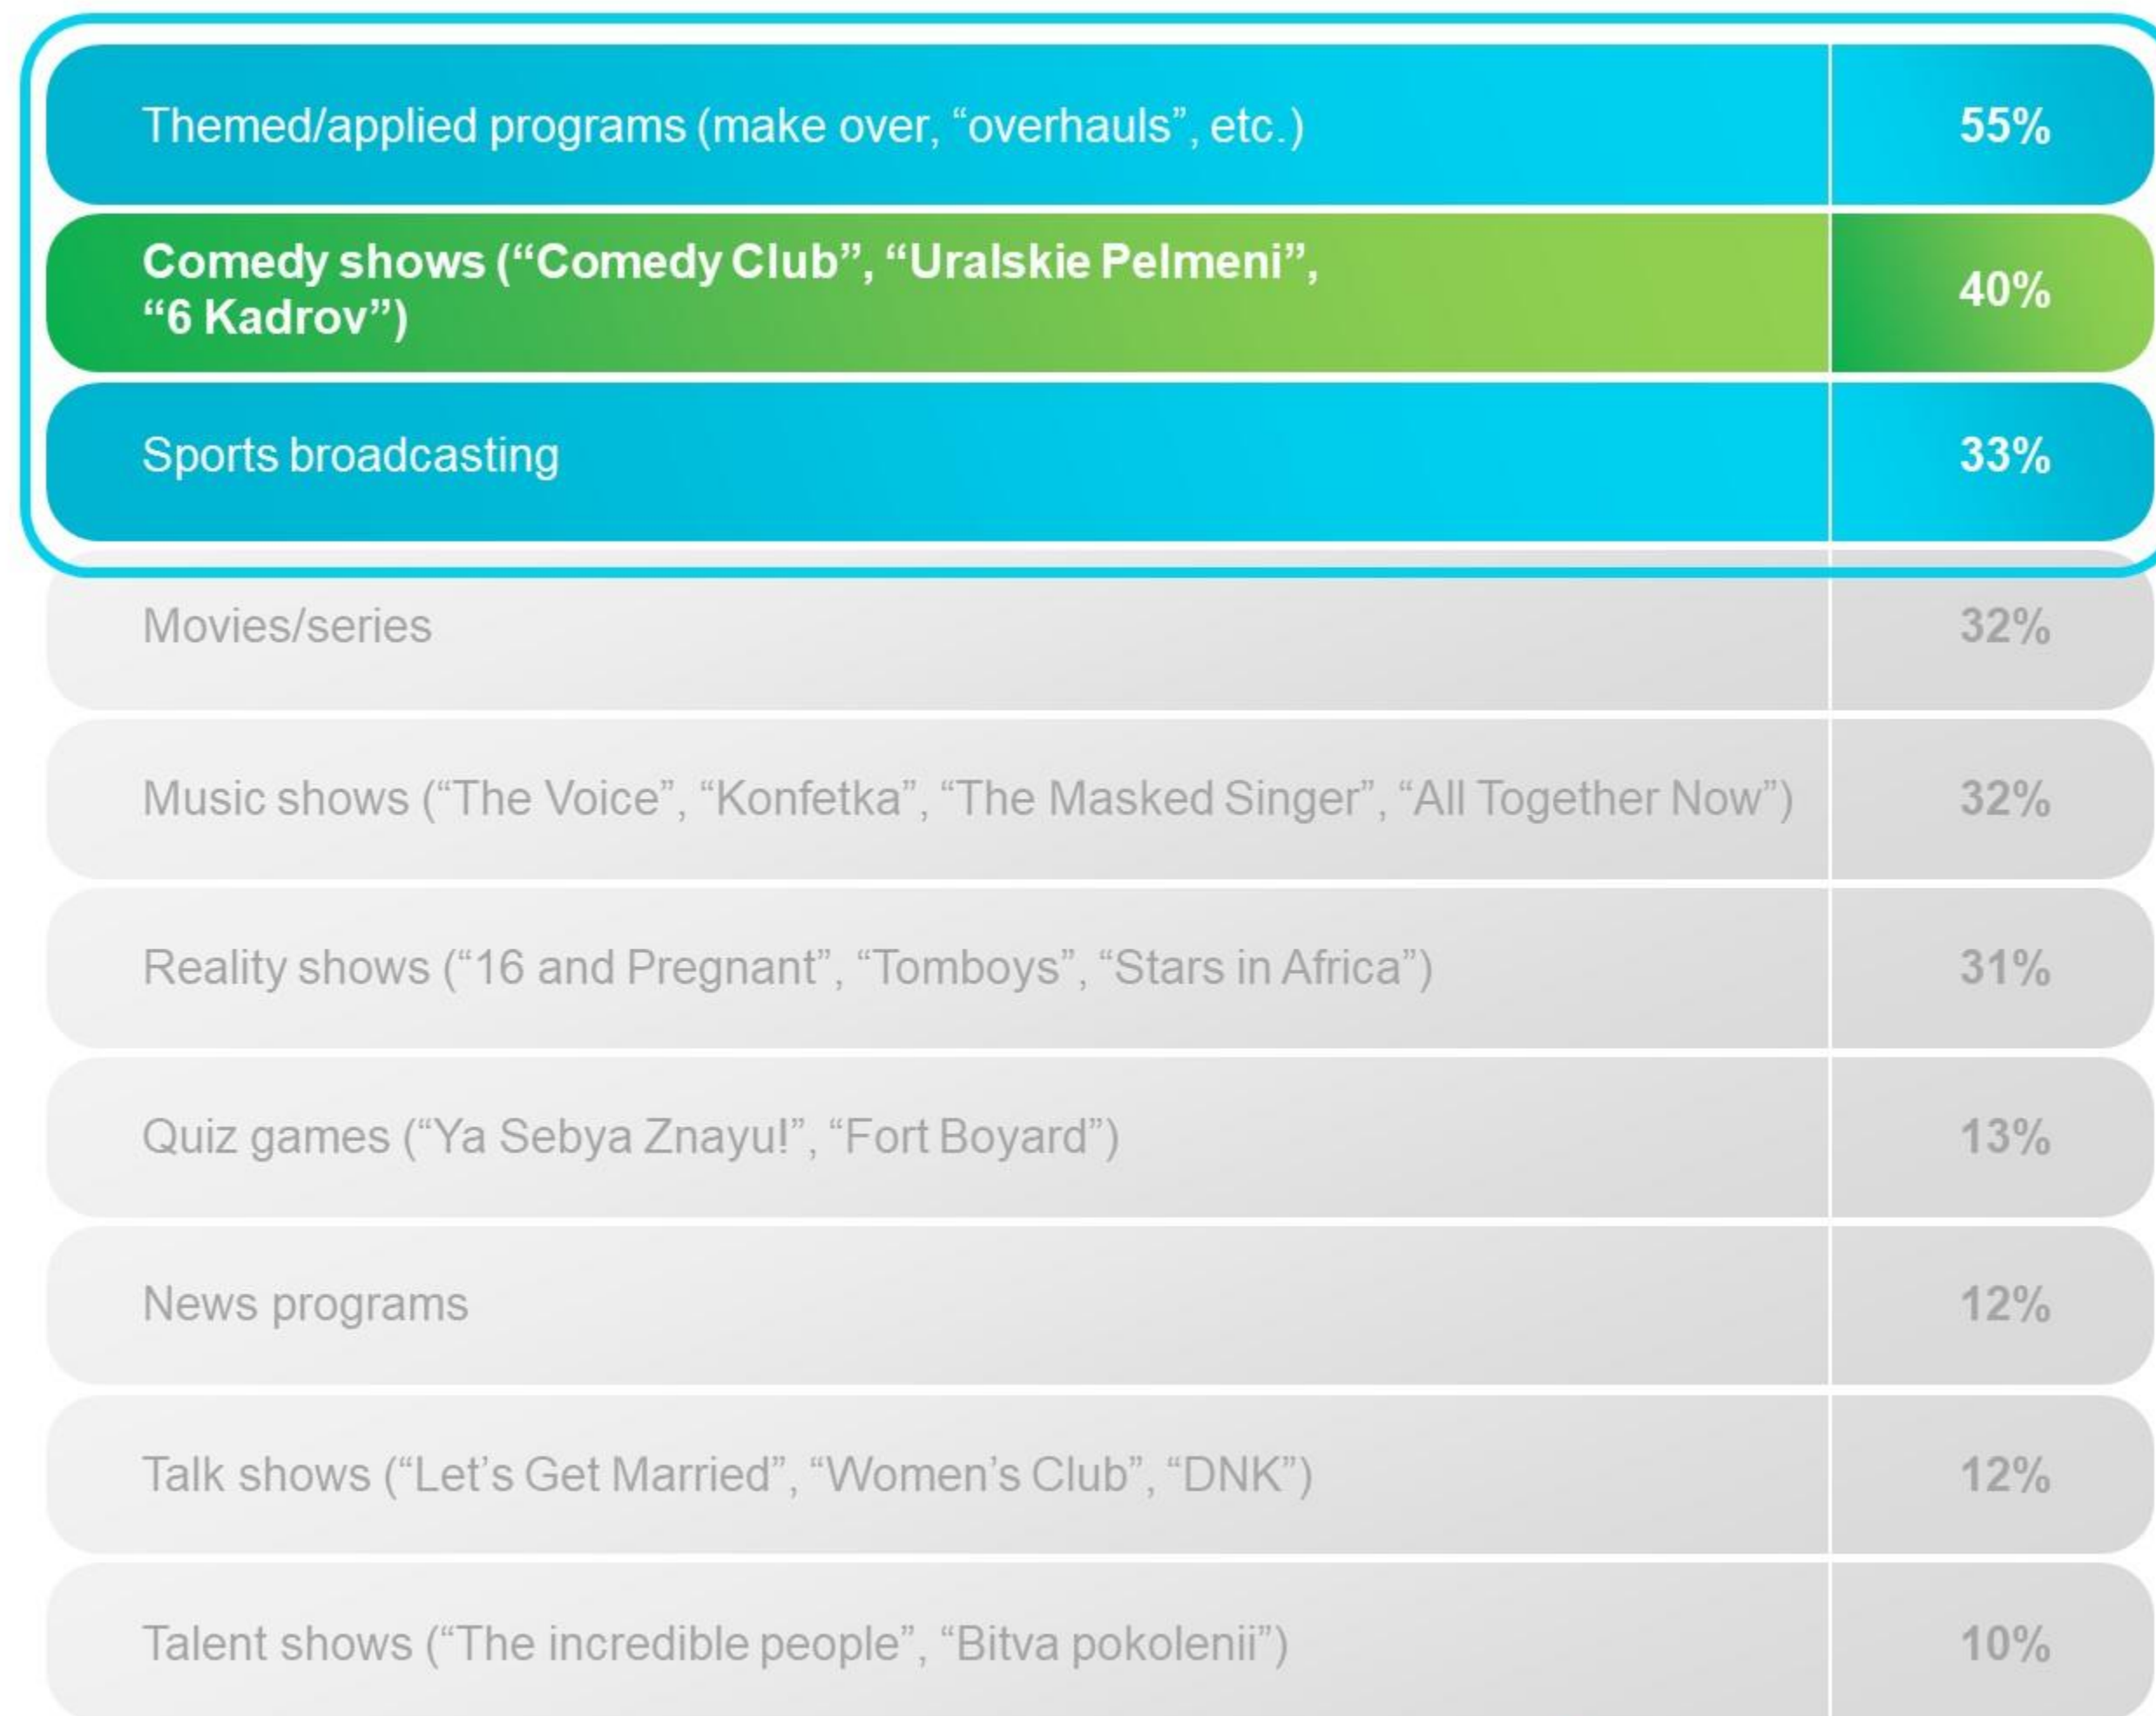 Themed/applied programs (make over, “overhauls”, etc.) 55%
Comedy shows (“Comedy Club”, “Uralskie Pelmeni”,
“6 Kadrov”) 40%
Sports broadcasting 33%
Movies/series 32%
Music shows (“The Voice”, “Konfetka”, “The Masked Singer”, “All Together Now”) 32%
Reality shows (“16 and Pregnant”, “Tomboys”, “Stars in Africa”) 31%
Quiz games (“Ya Sebya Znayu!”, “Fort Boyard”) 13%
News programs 12%
Talk shows (“Let’s Get Married”, “Women’s Club”, “DNK”) 12%
Talent shows (“The incredible people”, “Bitva pokolenii”) 10%